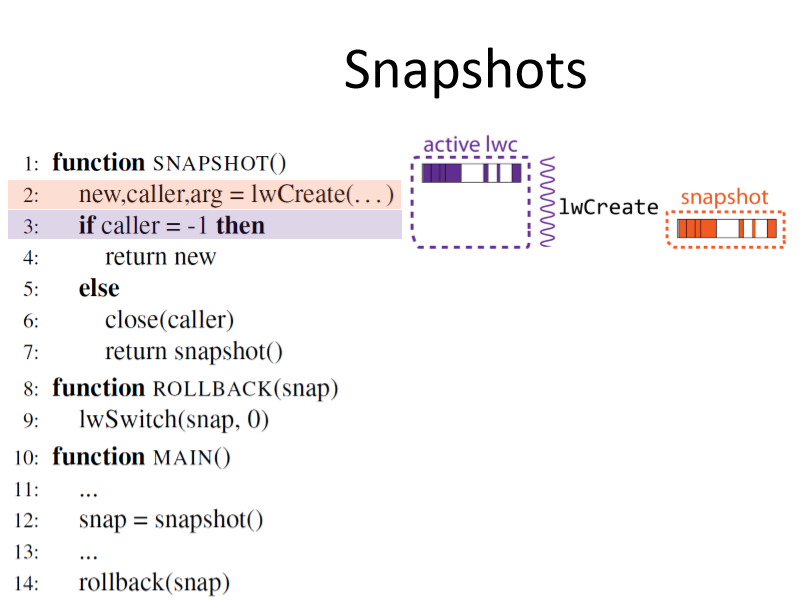 Snapshots
1: function SNAPSHOT()
2: new,caller,arg = lwCreate(...)
3: if caller = -1 then
4: return new
5: else
6: close(caller)
7: return snapshot()
8: function ROLLBACK(snap)
9: lwSwitch(snap, 0)
10: function MAIN()
11: ...
12: snap = snapshot()
13: ...
14: rollback(snap)
active lwc
lwCreate
snapshot